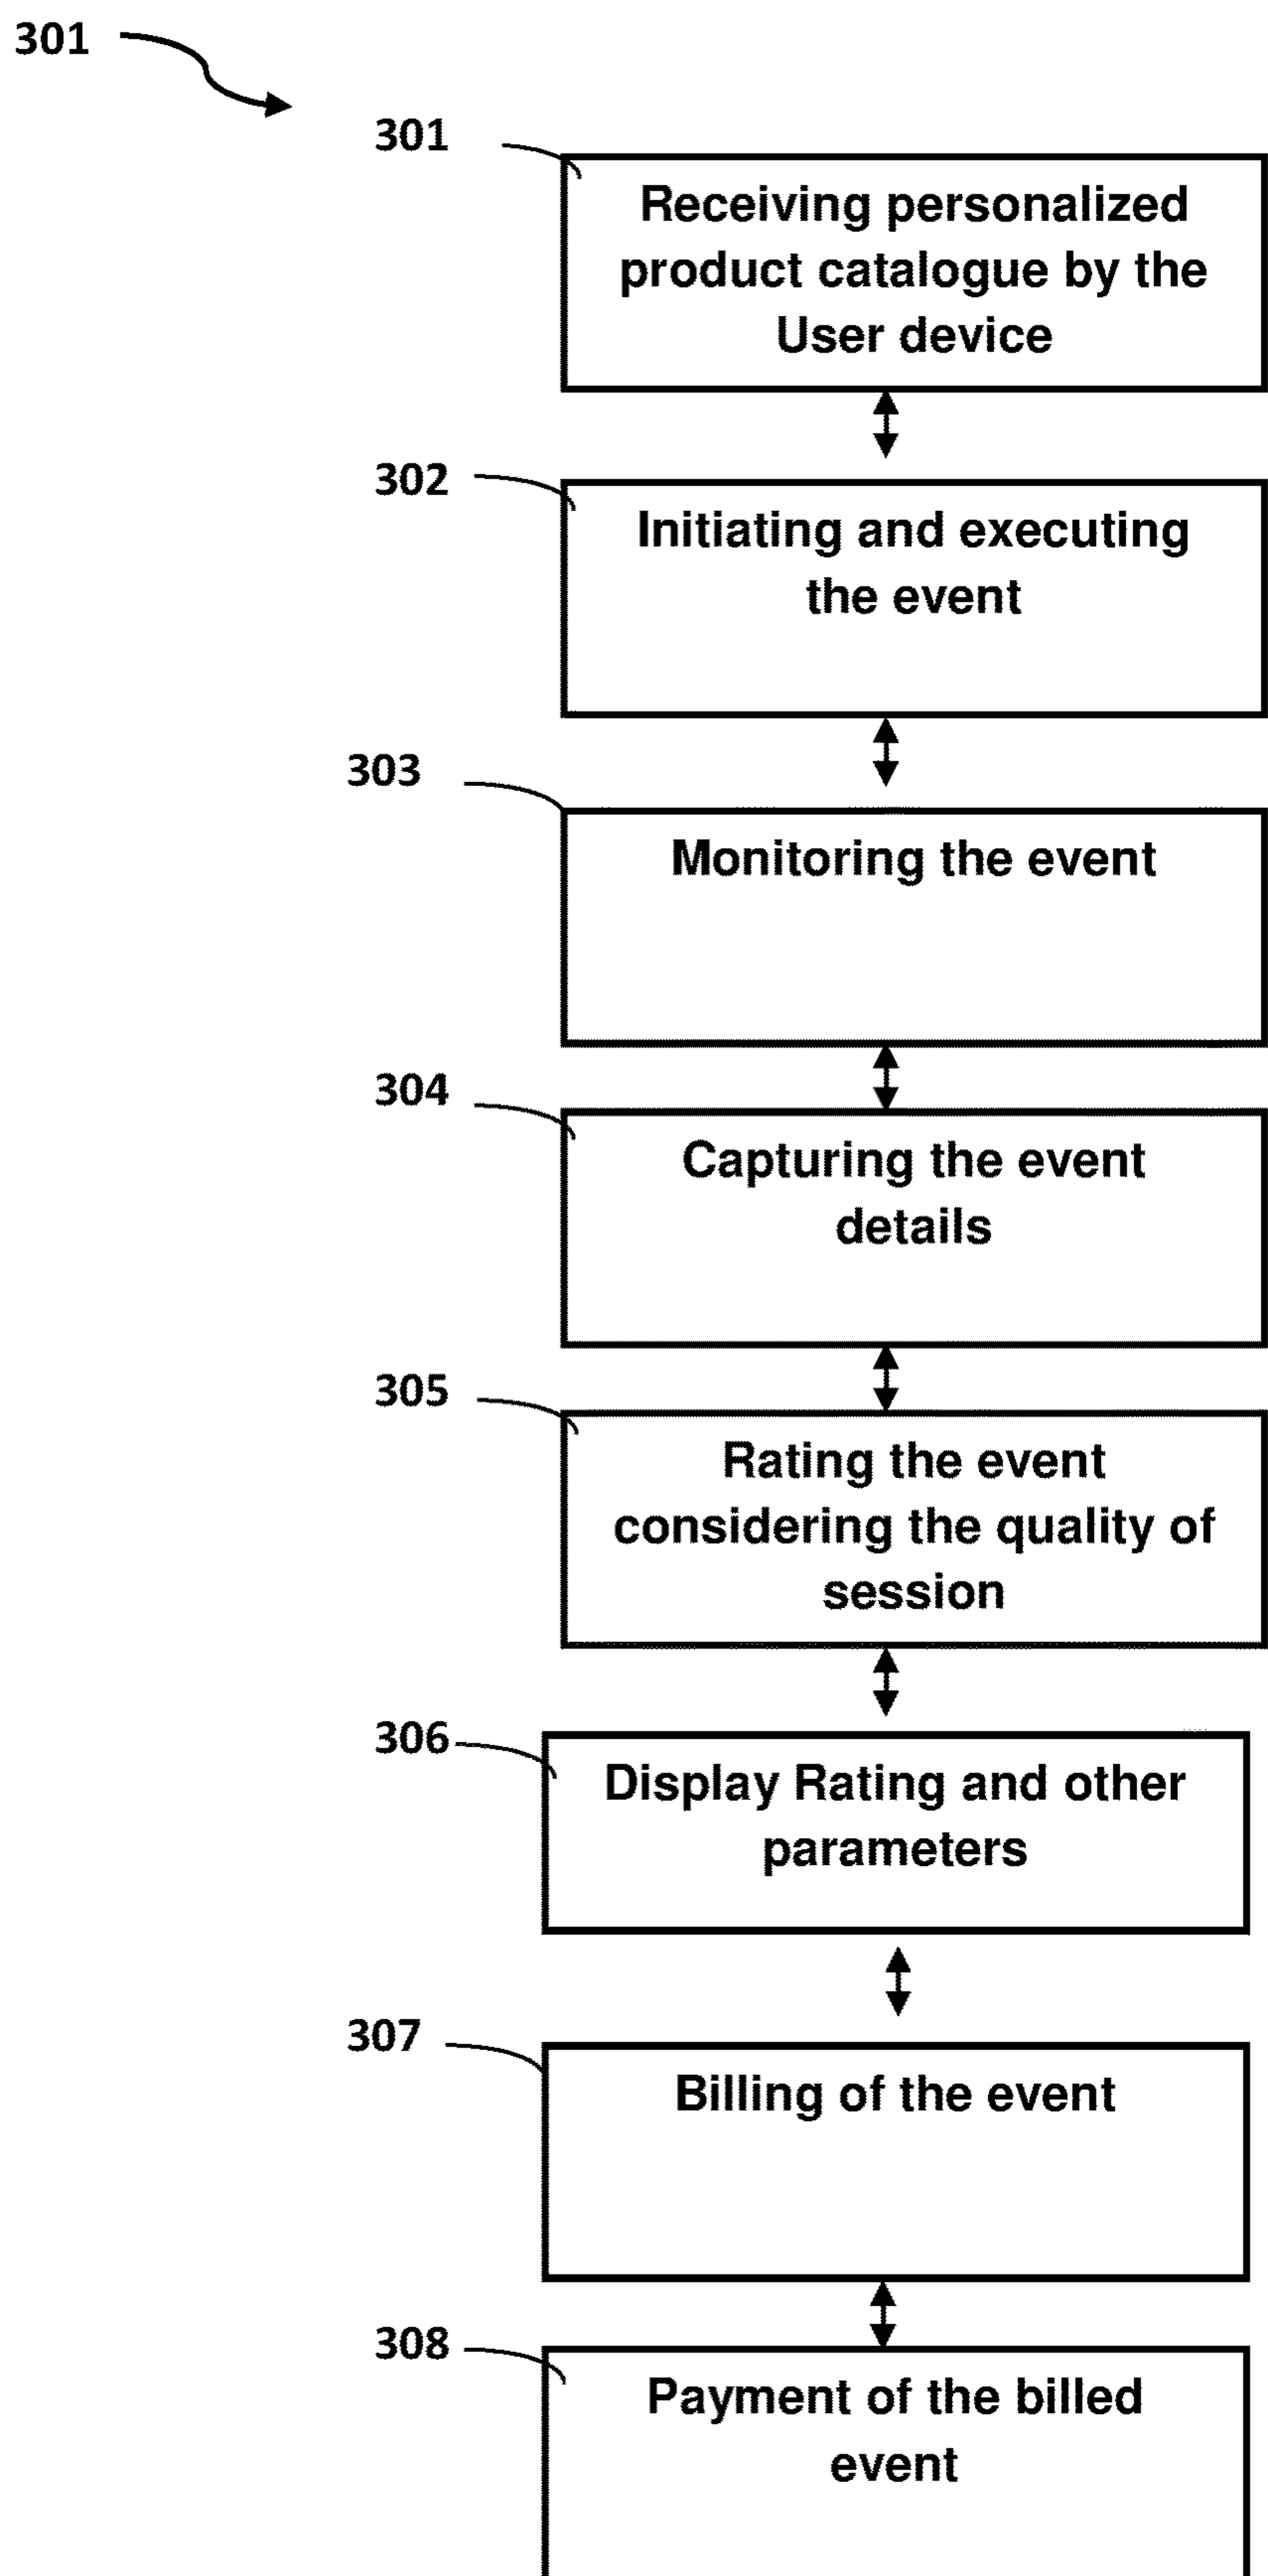 301
301
Receiving personalized
product catalogue by the
User device
302
Initiating and executing
the event
303
Monitoring the event
304
Capturing the event
details
305
Rating the event
considering the quality of
session
306
Display Rating and other
parameters
307
Billing of the event
308
Payment of the billed
event